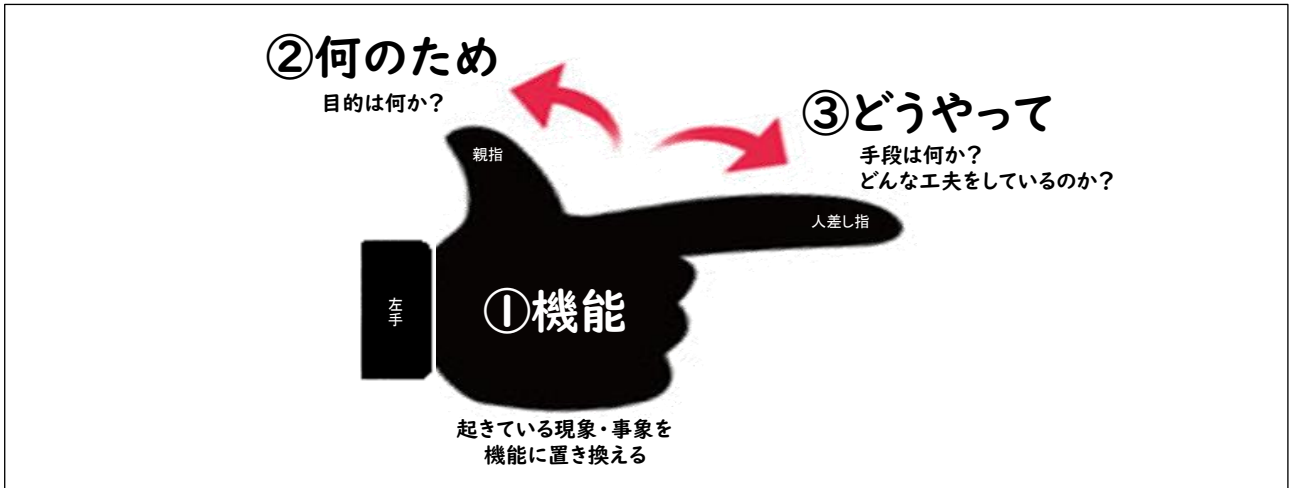 ②何のため
目的は何か？
③どうやって
手段は何か？
どんな工夫をしているのか？
親指
人差し指
左手
①機能
起きている現象・事象を
機能に置き換える